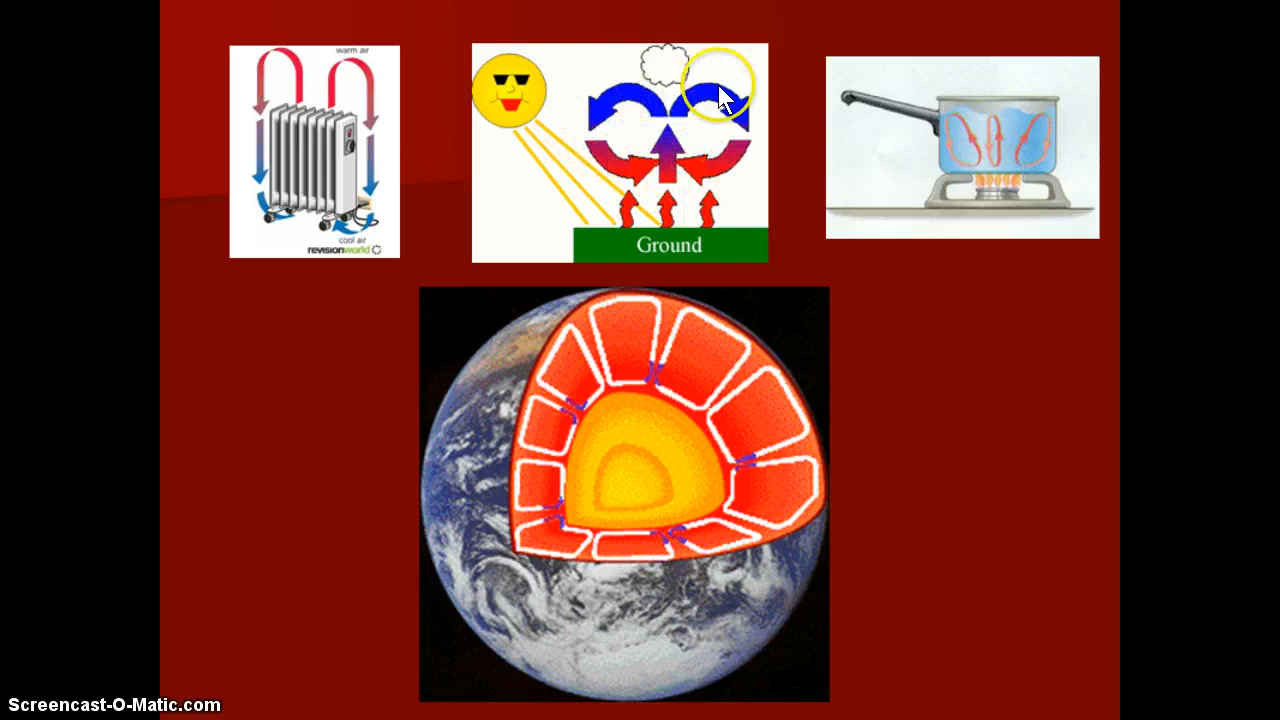 warm air
cool air
revisionworld
Ground
Screencast-O-Matic.com